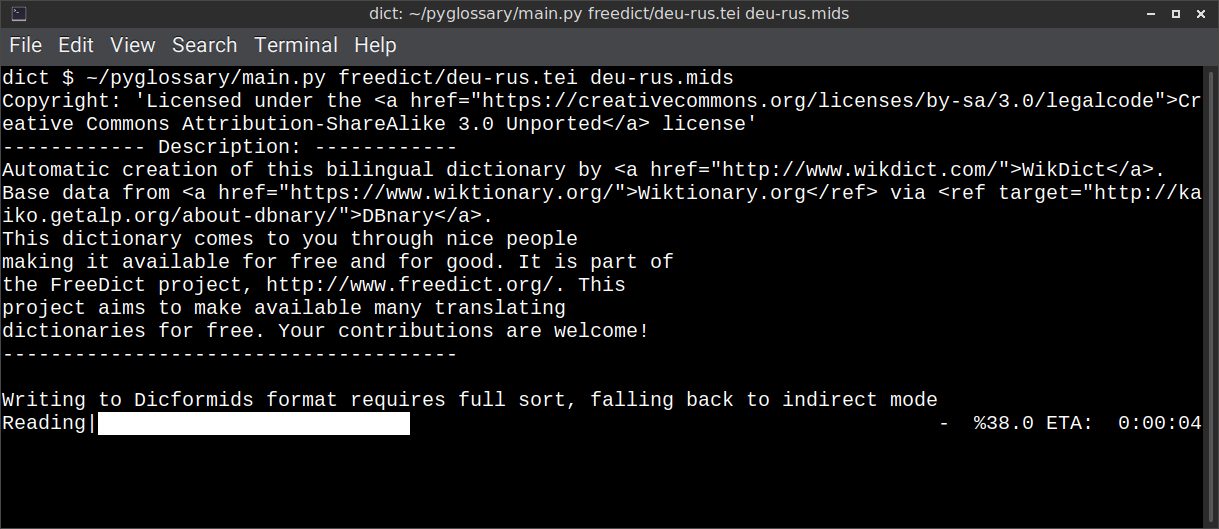 dict: ~/pyglossary/main.py freedict/deu-rus.tei deu-rus.mids
File Edit View Search Terminal Help
dict $ ~/pyglossary/main.py freedict/deu-rus.tei deu-rus.mids
Copyright: 'Licensed under the <a href="https://creativecommons.org/licenses/by-sa/3.0/legalcode">Cr
eative Commons Attribution-ShareAlike 3.0 Unported</a> license'
------------ Description: ------------
Automatic creation of this bilingual dictionary by <a href="http://www.wikdict.com/">WikDict</a>.
Base data from <a href="https://www.wiktionary.org/">Wiktionary.org</ref> via <ref target="http://ka
iko.getalp.org/about-dbnary/">DBnary</a>.
This dictionary comes to you through nice people
making it available for free and for good. It is part of
the FreeDict project, http://www.freedict.org/. This
project aims to make available many translating
dictionaries for free. Your contributions are welcome!
--------------------------------------
Writing to Dicformids format requires full sort, falling back to indirect mode
Reading| - %38.0 ETA: 0:00:04